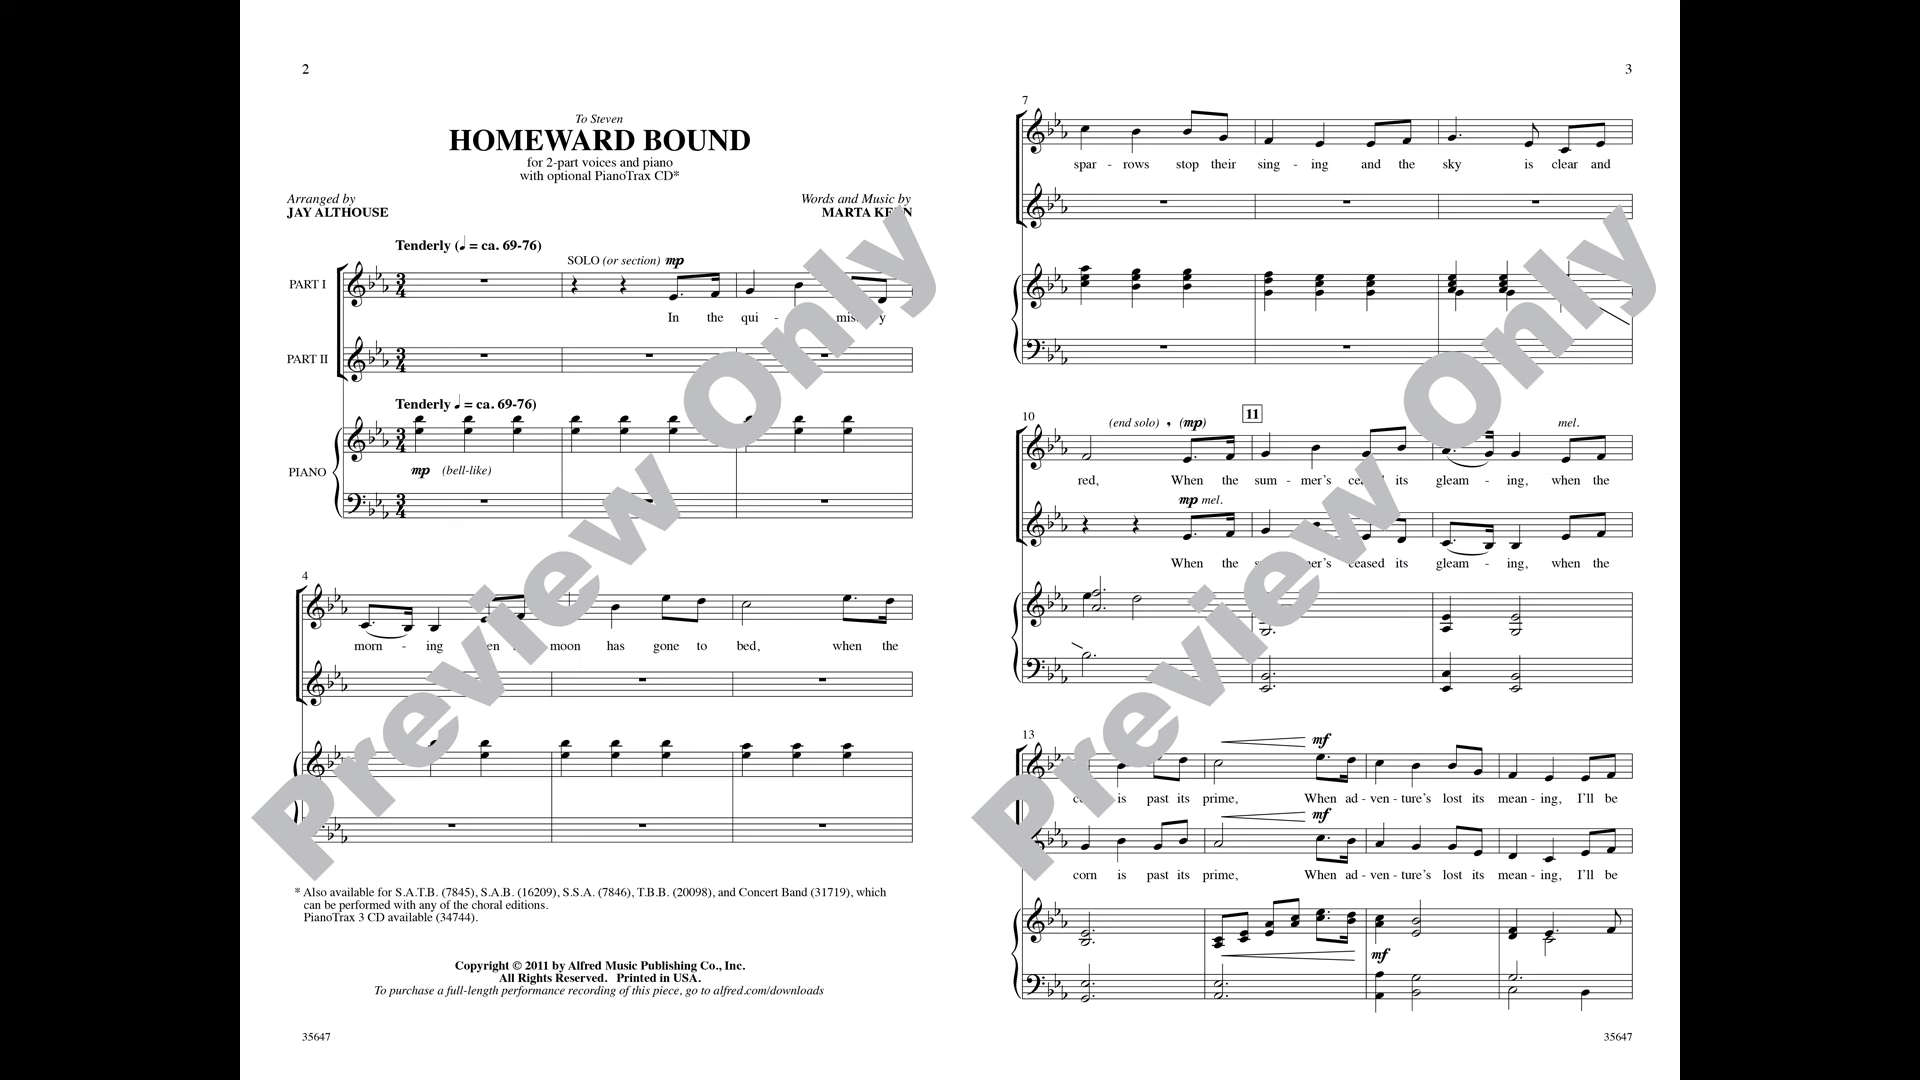 2
To Steven
HOMEWARD BOUND
for 2-part voices and piano
with optional PianoTrax CD*
Arranged by
JAY ALTHOUSE
Words and Music by
MARTA
Tenderly (♩ = ca. 69-76)
SOLO (or section) mp
PART I
In the qui -
PART II
Tenderly ♩ = ca. 69-76)
PIANO
mp (bell-like)
4
morn - ing moon has gone to bed, when the
* Also available for S.A.T.B. (7845), S.A.B. (16209), S.S.A. (7846), T.B.B. (20098), and Concert Band (31719), which
can be performed with any of the choral editions.
PianoTrax 3 CD available (34744).
Copyright © 2011 by Alfred Music Publishing Co., Inc.
All Rights Reserved. Printed in USA.
To purchase a full-length performance recording of this piece, go to alfred.com/downloads
35647
Preview Only
3
7
spar - rows stop their sing - ing and the sky is clear and
10 (end solo) , (mp) 11 mel.
red, When the sum - mer's ceased its gleam - ing, when the
mp mel.
When the ceased its gleam - ing, when the
13 mf
corn is past its prime, When ad - ven - ture's lost its mean - ing, I'll be
mf
corn is past its prime, When ad - ven - ture's lost its mean - ing, I'll be
mf
35647
Preview Only